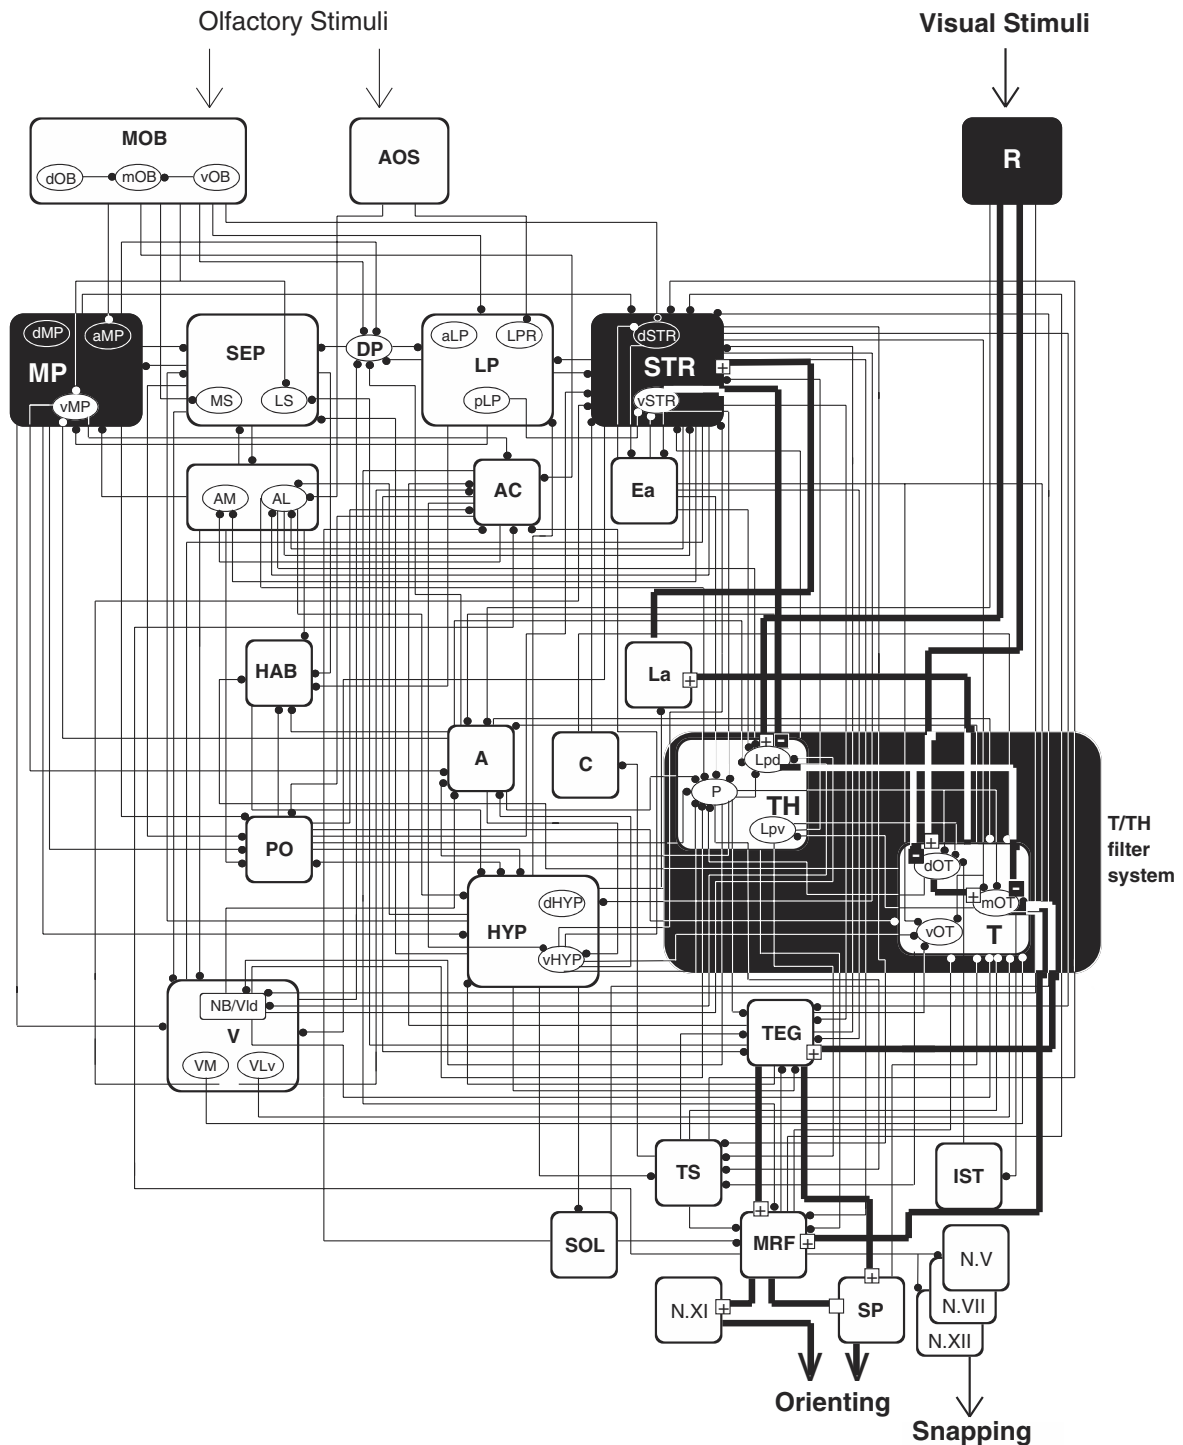 Olfactory Stimuli
Visual Stimuli
MOB
dOB
mOB
vOB
AOS
R
dMP
aMP
MP
vMP
SEP
MS
LS
DP
aLP
LPR
LP
pLP
dSTR
STR
vSTR
AM
AL
AC
Ea
HAB
La
A
C
Lpd
P
TH
Lpv
T/TH
filter
system
PO
dOT
mOT
vOT
T
dHYP
HYP
vHYP
NB/Vld
V
VM
VLv
TEG
TS
IST
SOL
MRF
N.V
N.VII
N.XII
N.XI
SP
Orienting
Snapping